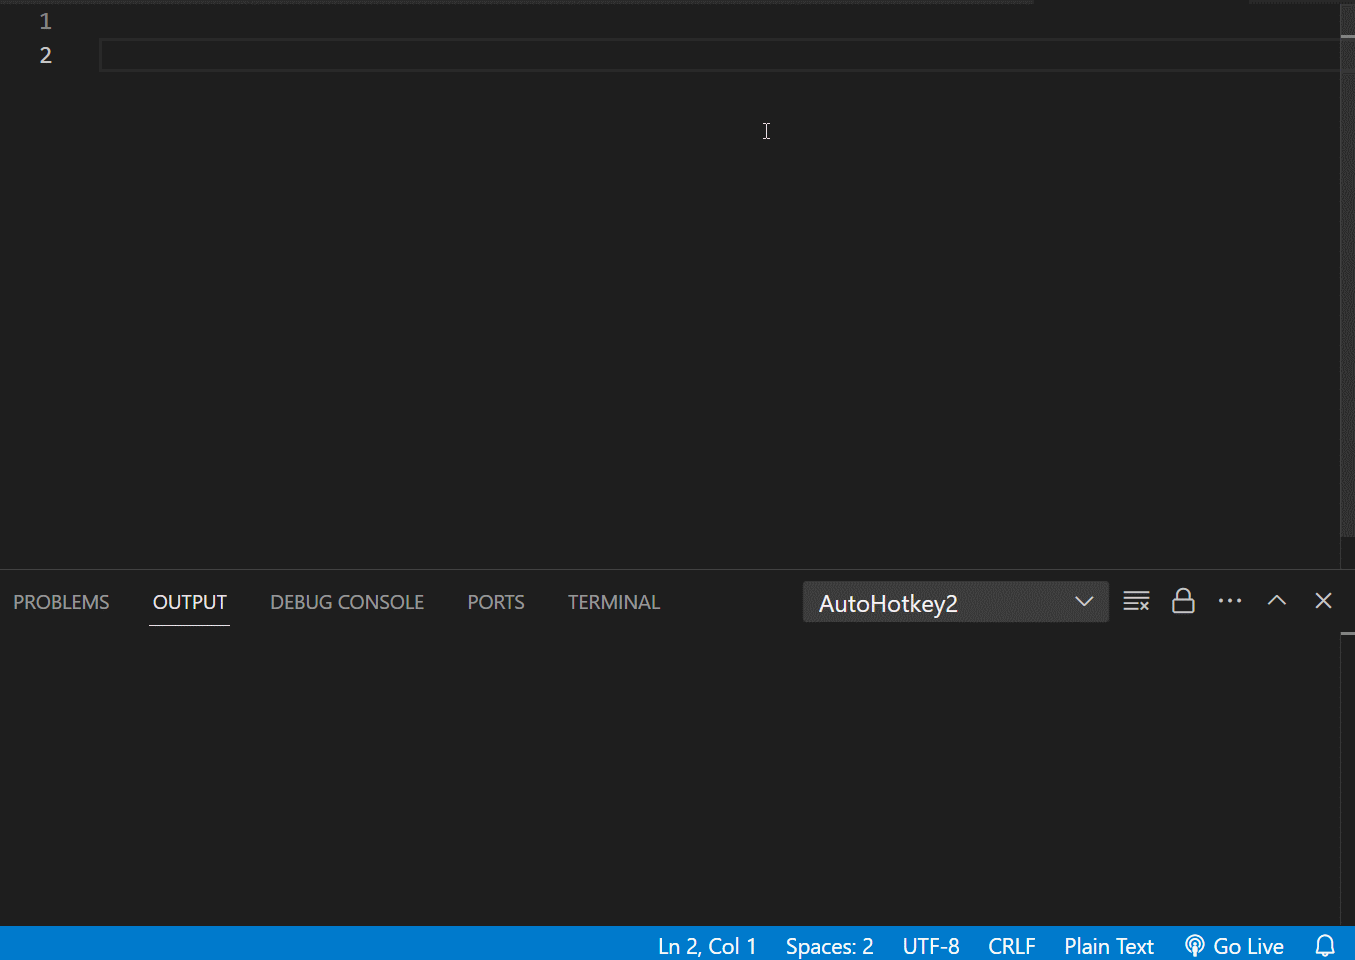 1
2
PROBLEMS OUTPUT DEBUG CONSOLE PORTS TERMINAL AutoHotkey2
Ln 2, Col 1 Spaces: 2 UTF-8 CRLF Plain Text Go Live